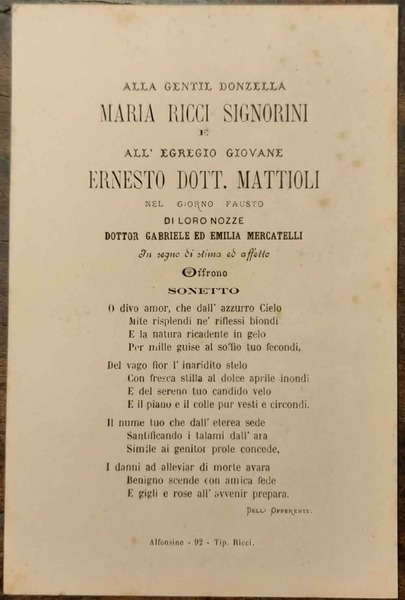 ALLA GENTIL DONZELLA
MARIA RICCI SIGNORINI
E
ALL' EGREGIO GIOVANE
ERNESTO DOTT. MATTIOLI
NEL GIORNO FAUSTO
DI LORO NOZZE
DOTTOR GABRIELE ED EMILIA MERCATELLI
In segno di stima ed affetto
Offrono
SONETTO
O divo amor, che dall' azzurro Cielo
Mite risplendi ne' riflessi biondi
E la natura ricadente in gelo
Per mille guise al soffio tuo fecondi,
Del vago fior l' inaridito stelo
Con fresca stilla al dolce aprile inondi
E del sereno tuo candido velo
E il piano e il colle pur vesti e circondi.
Il nume tuo che dall' eterea sede
Santificando i talami dall' ara
Simile ai genitor prole concede,
I danni ad alleviar di morte avara
Benigno scende con amica fede
E gigli e rose all' avvenir prepara.
DELLI OFFERENTI.
Alfonsine - 92 - Tip. Ricci.